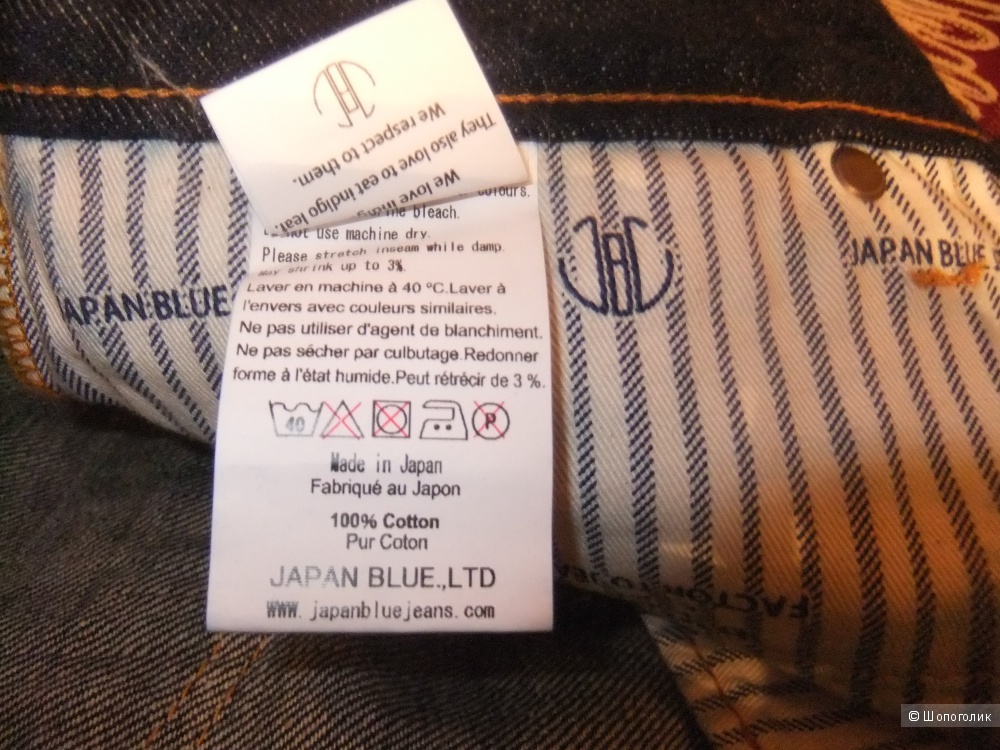 We love in
They also love to eat indigo leaf.
We respect to them.
colours.
bleach.
use machine dry.
Please stretch inseam while damp.
May shrink up to 3%.
Laver en machine à 40 ºC.Laver à
l'envers avec couleurs similaires.
Ne pas utiliser d'agent de blanchiment.
Ne pas sécher par culbutage.Redonner
forme à l'état humide.Peut rétrécir de 3 %.
40
P
Made in Japan
Fabriqué au Japon
100% Cotton
Pur Coton
JAPAN BLUE.,LTD
www. japanbluejeans. com
JAPAN BLUE
JAPAN BLUE
FACTORY
© Шопоголик